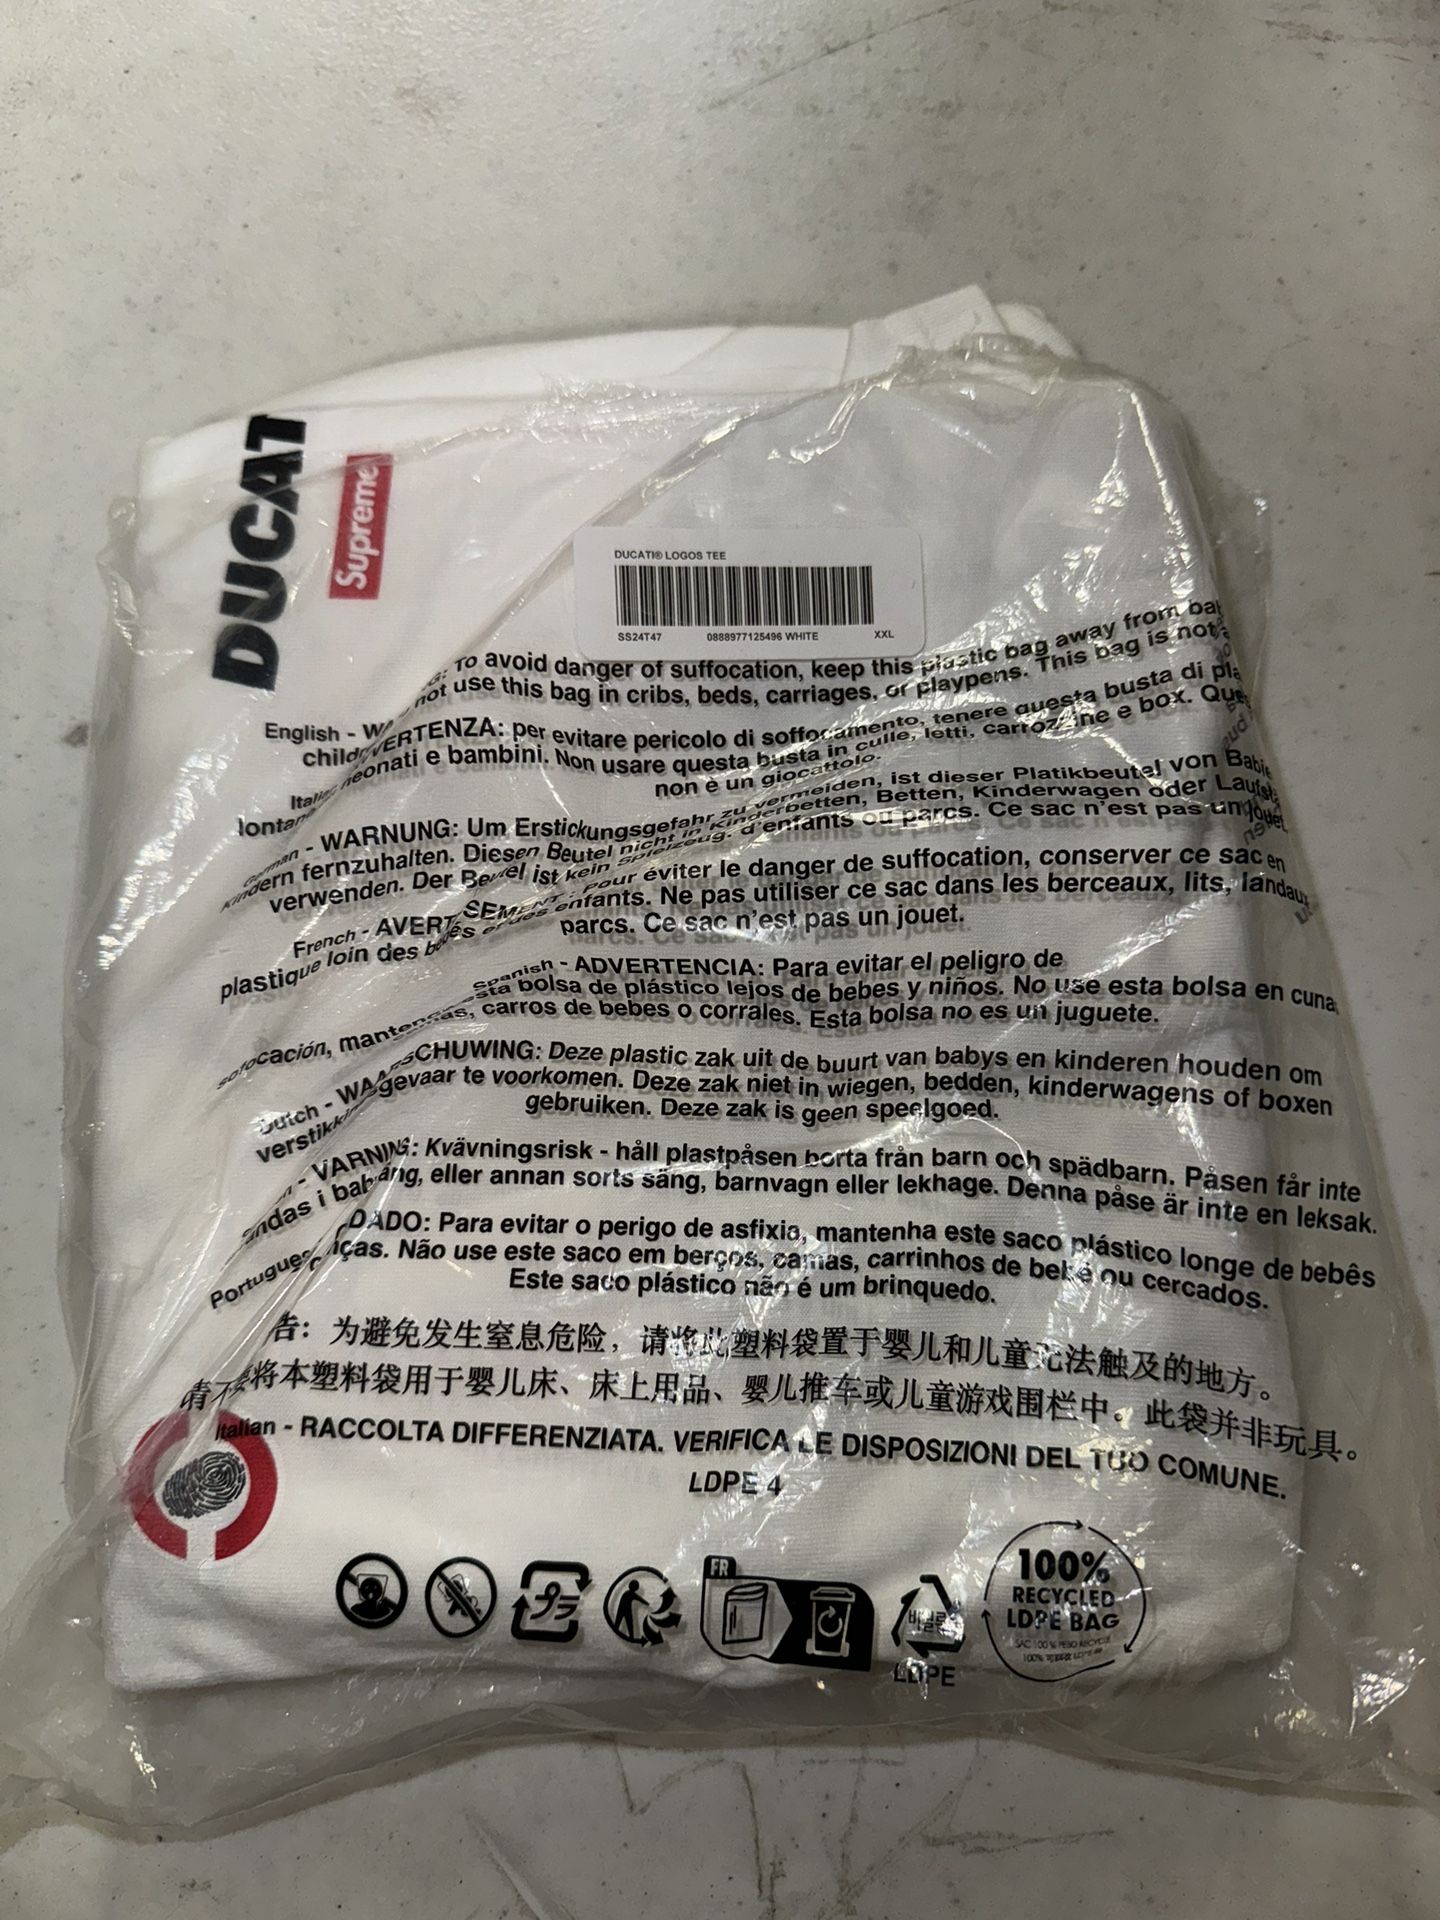 DUCATI
Supreme
DUCATI® LOGOS TEE
SS24T47 0888977125496 WHITE XXL
To avoid danger of suffocation, keep this plastic bag away from
English - not use this bag in cribs, beds, carriages, or playpens. This bag is not
AVVERTENZA: per evitare pericolo di soffocamento, tenere questa busta di
neonati e bambini. Non usare questa busta in culle, letti, carrozzine e box.
non è un giocattolo.
German - WARNUNG: Um Erstickungsgefahr zu vermeiden, ist dieser Platikbeutel von
Kindern fernzuhalten. Diesen Beutel nicht in Kinderbetten, Betten, Kinderwagen oder
verwenden. Der Beutel ist kein Spielzeug. d'enfants ou parcs. Ce sac n'est pas un jouet.
French - AVERTISSEMENT: Pour éviter le danger de suffocation, conserver ce sac en
plastique loin des bebés et des enfants. Ne pas utiliser ce sac dans les berceaux, lits, landaux
parcs. Ce sac n'est pas un jouet.
Spanish - ADVERTENCIA: Para evitar el peligro de
sofocación, mantenga esta bolsa de plástico lejos de bebes y niños. No use esta bolsa en cunas,
carros de bebes o corrales. Esta bolsa no es un juguete.
Dutch - WAARSCHUWING: Deze plastic zak uit de buurt van babys en kinderen houden om
verstikkingsgevaar te voorkomen. Deze zak niet in wiegen, bedden, kinderwagens of boxen
gebruiken. Deze zak is geen speelgoed.
- VARNING: Kvävningsrisk - håll plastpåsen borta från barn och spädbarn. Påsen får inte
eller annan sorts säng, barnvagn eller lekhage. Denna påse är inte en leksak.
DADO: Para evitar o perigo de asfixia, mantenha este saco plástico longe de bebês
Não use este saco em berços, camas, carrinhos de bebê ou cercados.
Este saco plástico não é um brinquedo.
告：为避免发生窒息危险，请将此塑料袋置于婴儿和儿童无法触及的地方。
请不要将本塑料袋用于婴儿床、床上用品、婴儿推车或儿童游戏围栏中。此袋并非玩具。
Italian - RACCOLTA DIFFERENZIATA. VERIFICA LE DISPOSIZIONI DEL TUO COMUNE.
LDPE 4
プラ
FR
비닐류
LDPE
100%
RECYCLED
LDPE BAG